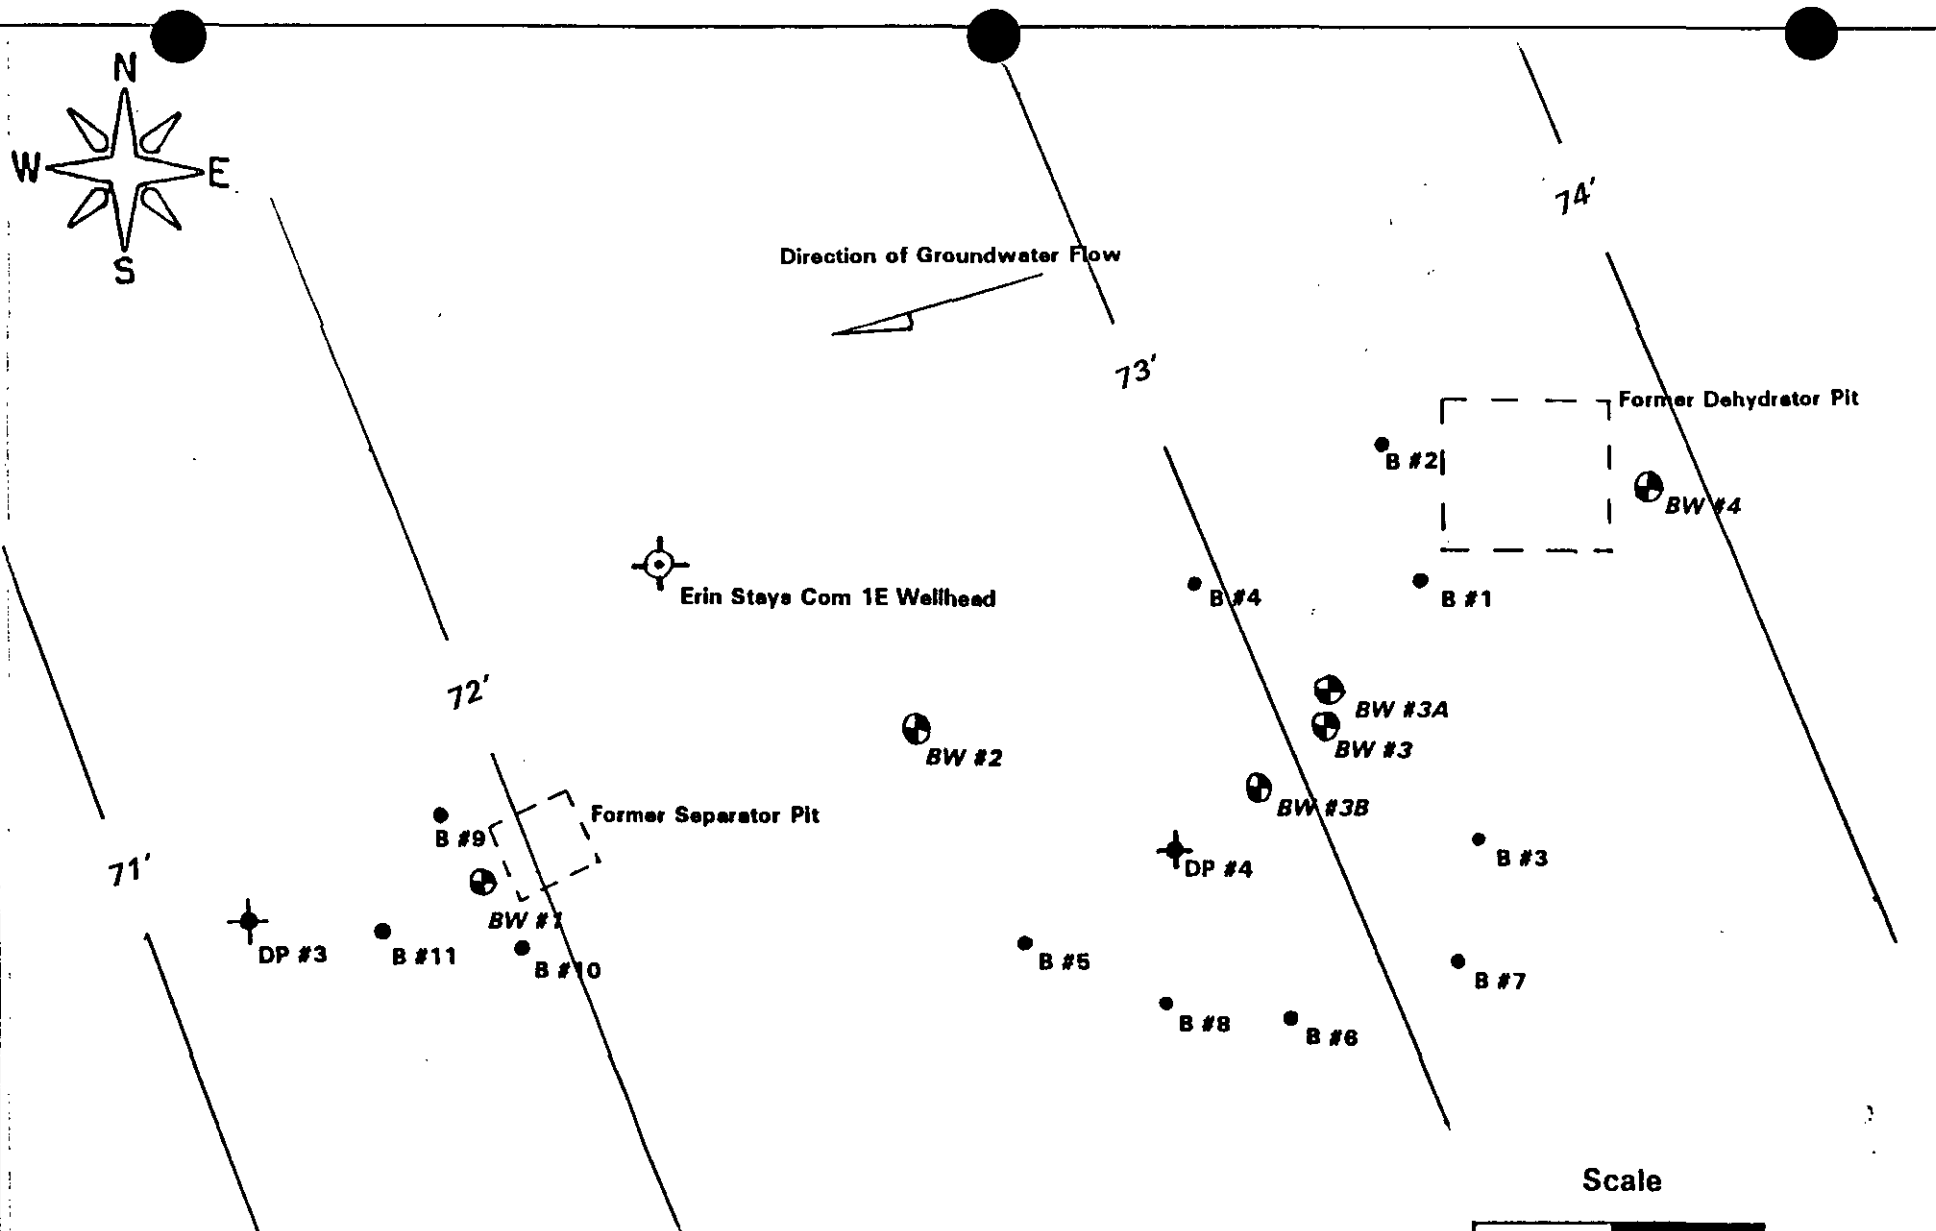 N
W E
S
74'
Direction of Groundwater Flow
73'
Former Dehydrator Pit
B #2
BW #4
Erin Stays Com 1E Wellhead
B #4
B #1
72'
BW #3A
BW #2
BW #3
BW #3B
Former Separator Pit
B #9
B #3
71'
DP #4
BW #1
DP #3
B #11
B #10
B #5
B #7
B #8
B #6
Scale